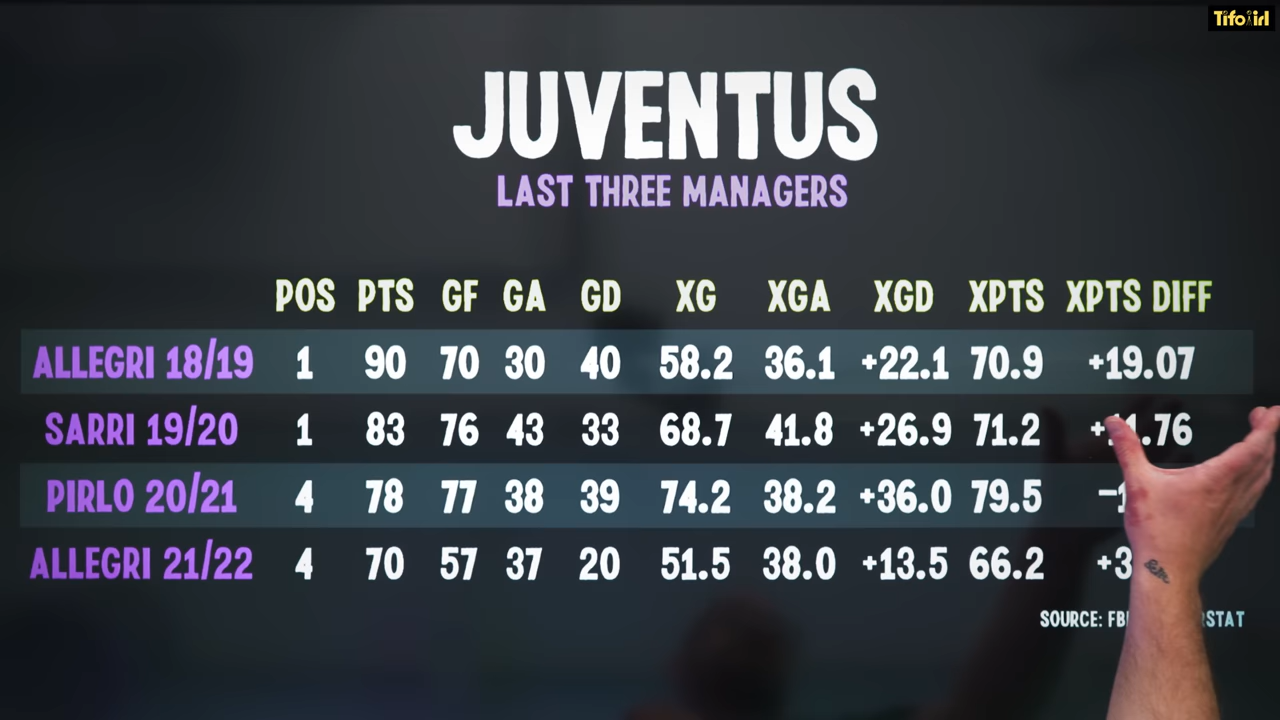 Tifo irl
JUVENTUS
LAST THREE MANAGERS
POS PTS GF GA GD XG XGA XGD XPTS XPTS DIFF
ALLEGRI 18/19 1 90 70 30 40 58.2 36.1 +22.1 70.9 +19.07
SARRI 19/20 1 83 76 43 33 68.7 41.8 +26.9 71.2
PIRLO 20/21 4 78 77 38 39 74.2 38.2 +36.0 79.5
ALLEGRI 21/22 4 70 57 37 20 51.5 38.0 +13.5 66.2
SOURCE: